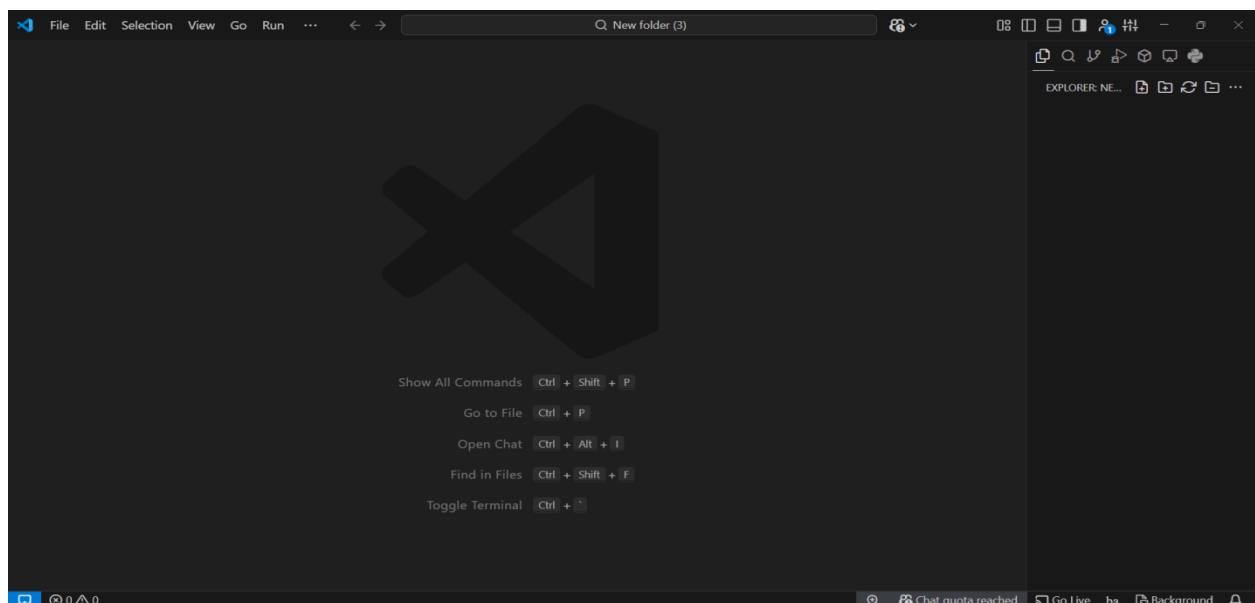 File Edit Selection View Go Run ··· New folder (3)
1
EXPLORER: NE... ···
Show All Commands Ctrl + Shift + P
Go to File Ctrl + P
Open Chat Ctrl + Alt + I
Find in Files Ctrl + Shift + F
Toggle Terminal Ctrl + `
0 0 Chat quota reached Go Live Background